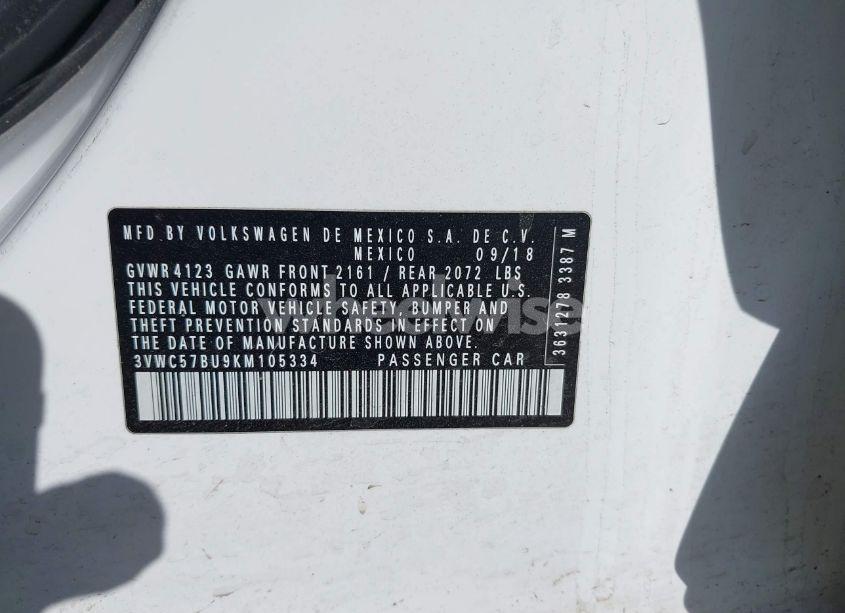 MFD.BY VOLKSWAGEN DE MEXICO S.A. DE C.V.
MEXICO 09/18
GVWR 4123 GAWR FRONT 2161 / REAR 2072 LBS
THIS VEHICLE CONFORMS TO ALL APPLICABLE U.S.
FEDERAL MOTOR VEHICLE SAFETY, BUMPER AND
THEFT PREVENTION STANDARDS IN EFFECT ON
THE DATE OF MANUFACTURE SHOWN ABOVE.
3VWC57BU9KM105334 PASSENGER CAR
3631278 3387 M
wheelwise